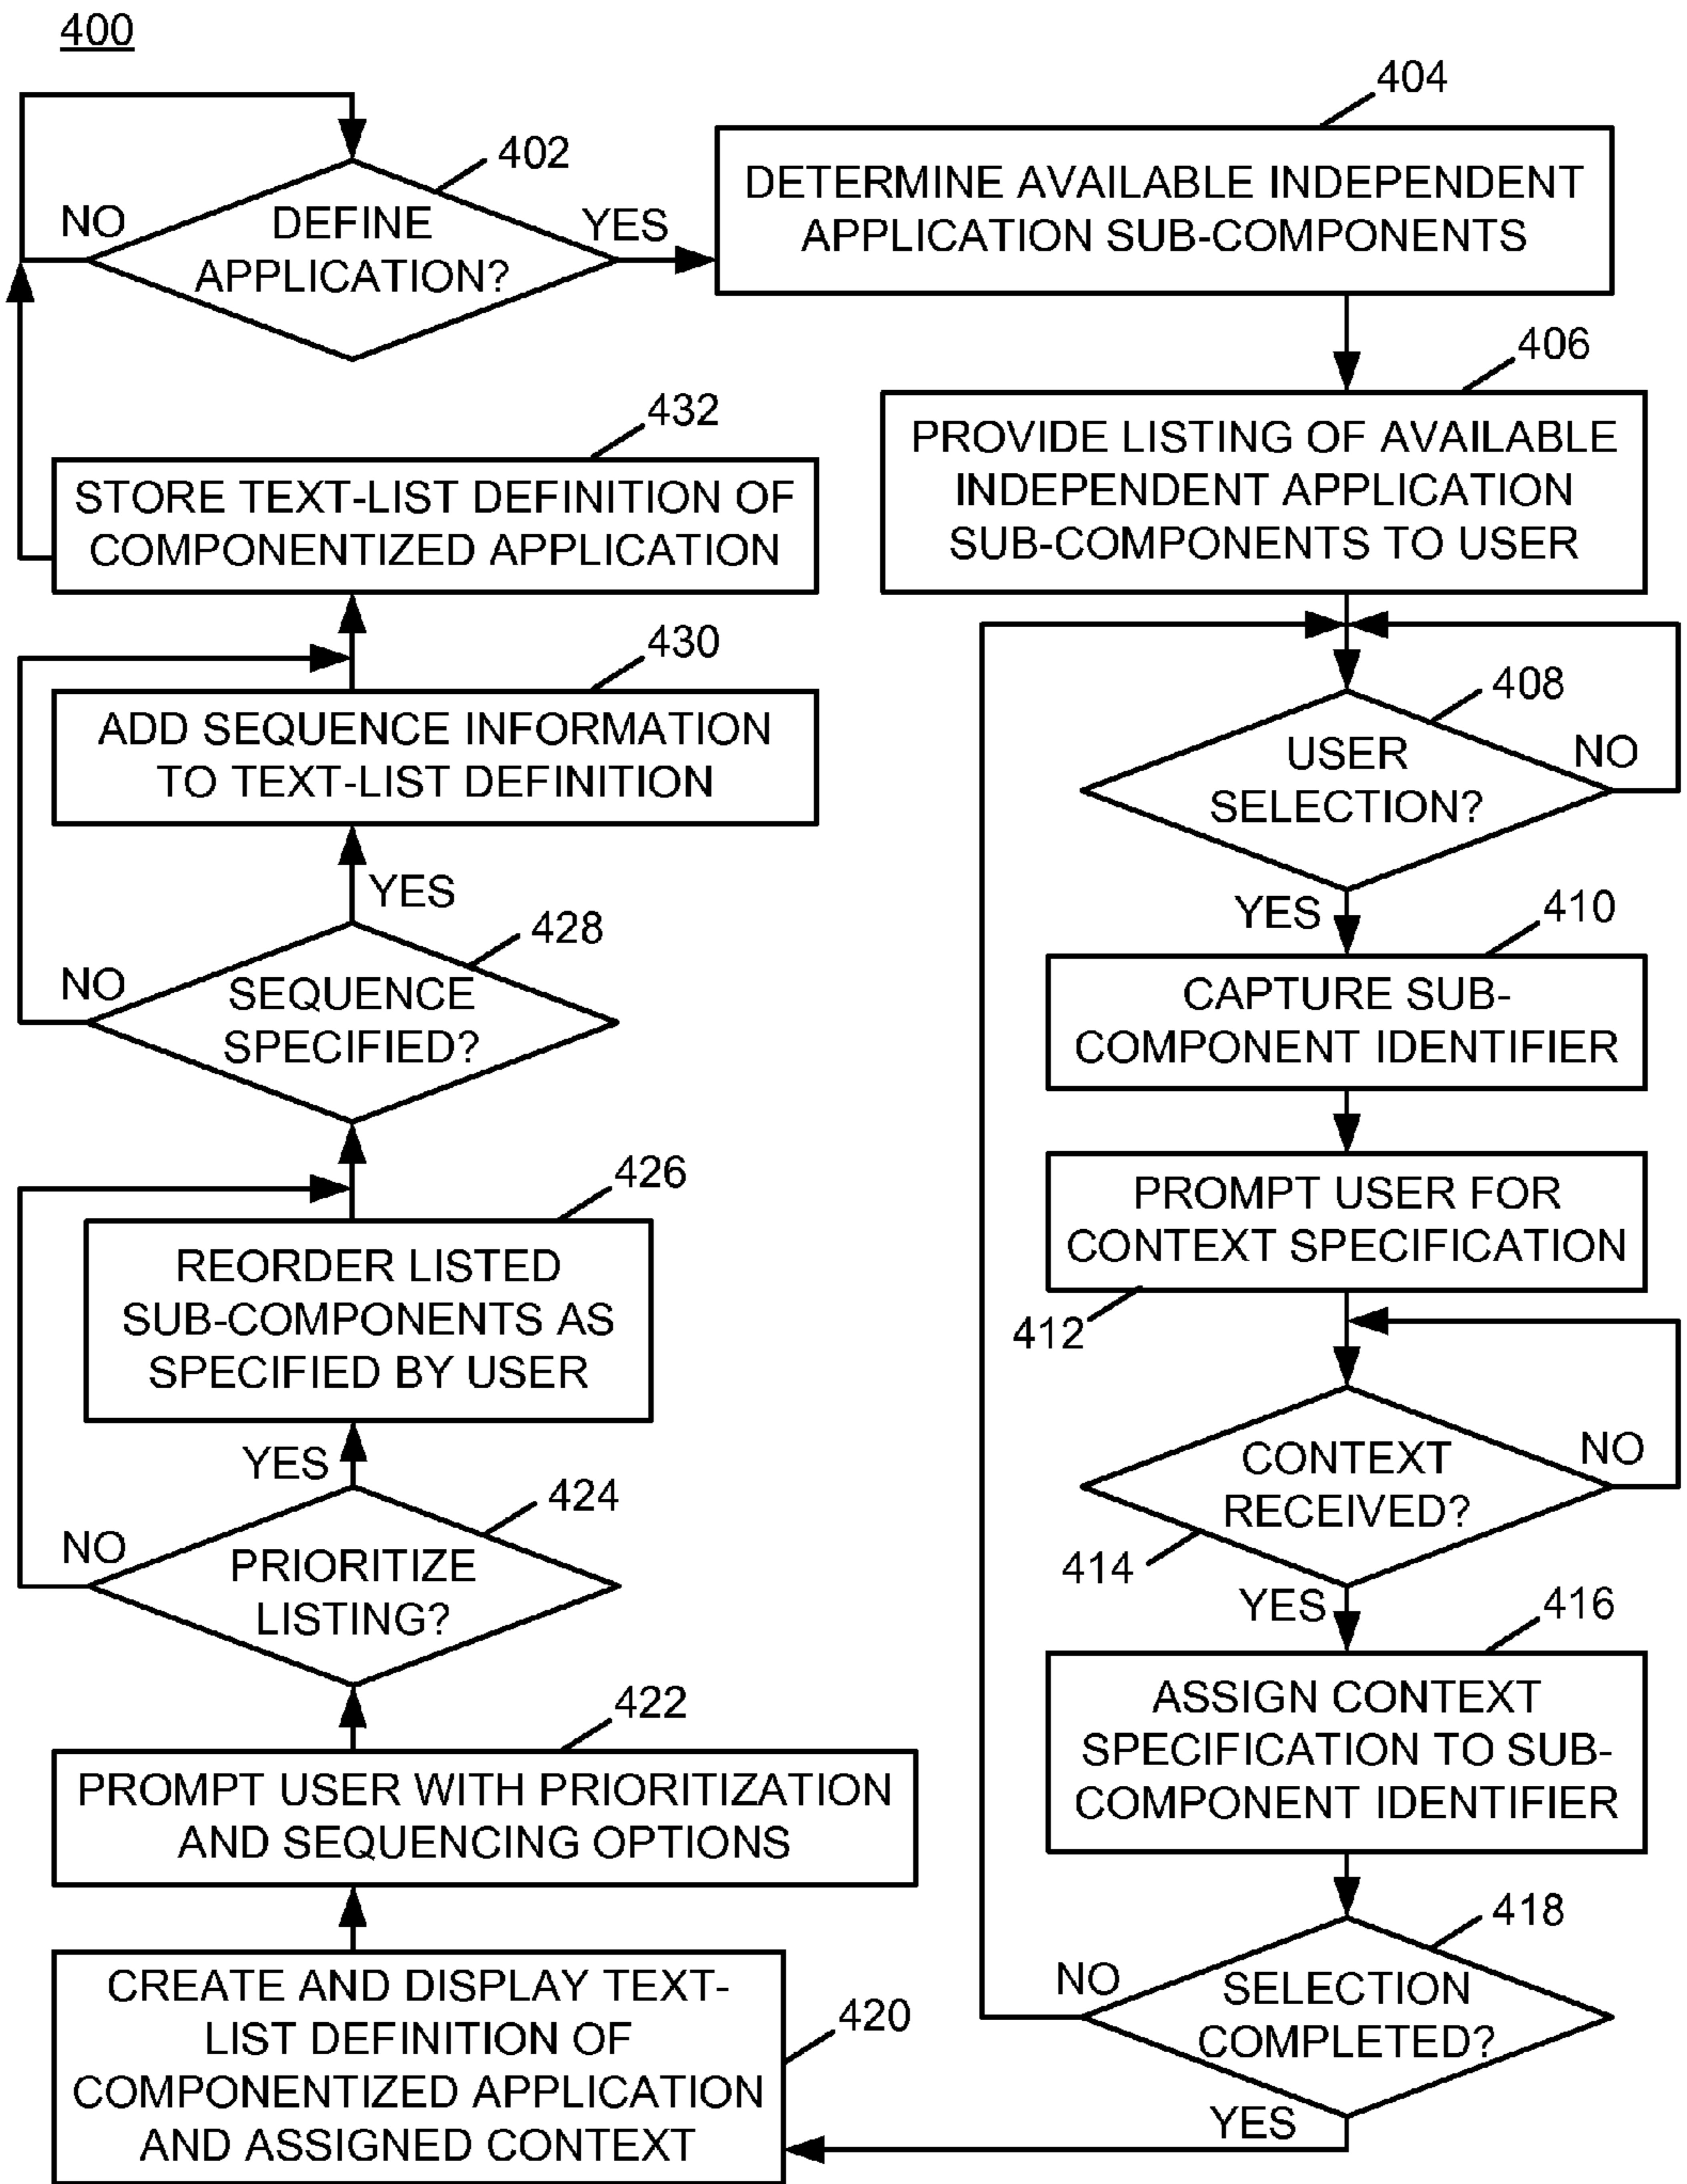 400
402
NO
DEFINE
APPLICATION?
YES
404
DETERMINE AVAILABLE INDEPENDENT
APPLICATION SUB-COMPONENTS
406
PROVIDE LISTING OF AVAILABLE
INDEPENDENT APPLICATION
SUB-COMPONENTS TO USER
408
USER
SELECTION?
NO
YES
410
CAPTURE SUB-
COMPONENT IDENTIFIER
PROMPT USER FOR
CONTEXT SPECIFICATION
412
CONTEXT
RECEIVED?
NO
414
YES
416
ASSIGN CONTEXT
SPECIFICATION TO SUB-
COMPONENT IDENTIFIER
418
NO
SELECTION
COMPLETED?
YES
420
CREATE AND DISPLAY TEXT-
LIST DEFINITION OF
COMPONENTIZED APPLICATION
AND ASSIGNED CONTEXT
422
PROMPT USER WITH PRIORITIZATION
AND SEQUENCING OPTIONS
424
NO
PRIORITIZE
LISTING?
YES
426
REORDER LISTED
SUB-COMPONENTS AS
SPECIFIED BY USER
428
NO
SEQUENCE
SPECIFIED?
YES
430
ADD SEQUENCE INFORMATION
TO TEXT-LIST DEFINITION
432
STORE TEXT-LIST DEFINITION OF
COMPONENTIZED APPLICATION